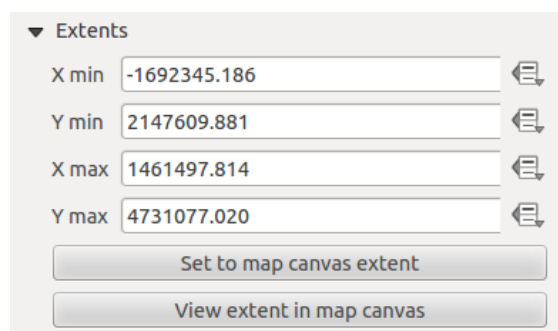 Extents
X min -1692345.186
Y min 2147609.881
X max 1461497.814
Y max 4731077.020
Set to map canvas extent
View extent in map canvas